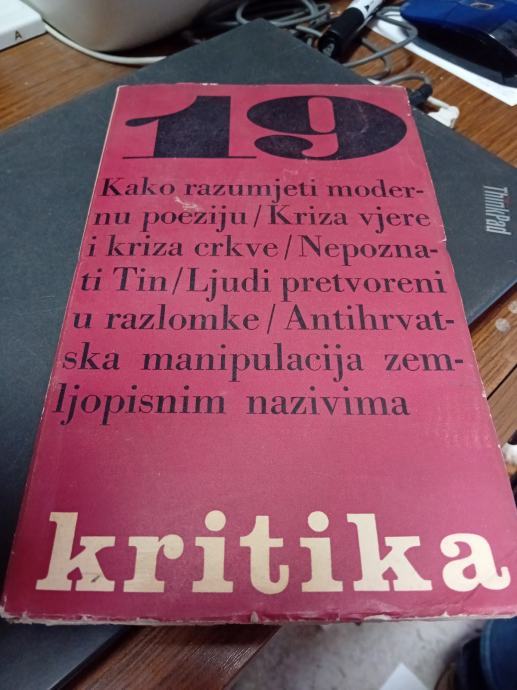 19
Kako razumjeti moder-
nu poeziju/Kriza vjere
i kriza crkve/Nepozna-
ti Tin/Ljudi pretvoreni
u razlomke/Antihrvat-
ska manipulacija zem-
ljopisnim nazivima
kritika
ThinkPad
A